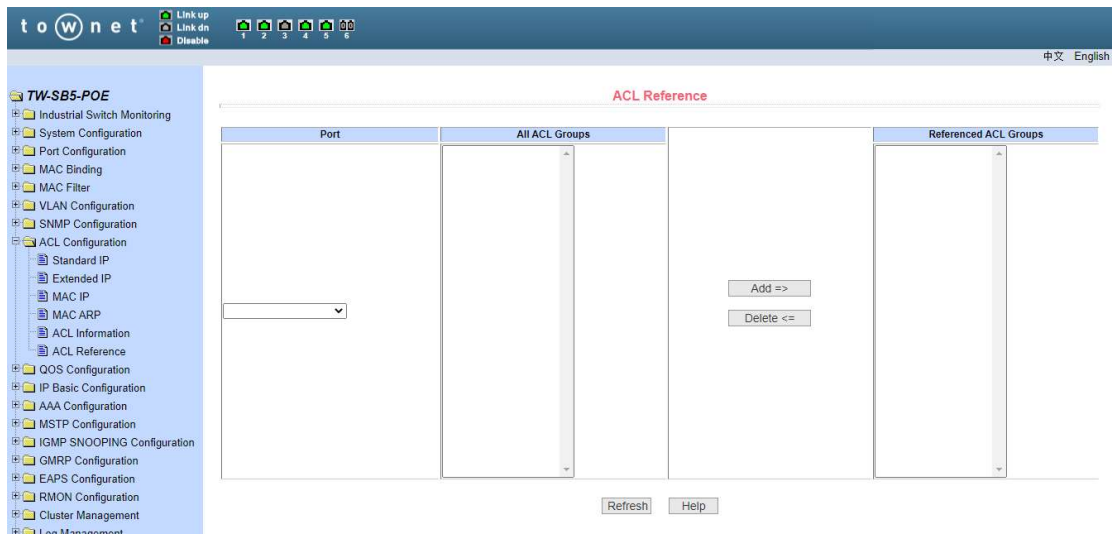 townet
Link up
Link dn
Disable
1 2 3 4 5 6
中文 English
TW-SB5-POE
Industrial Switch Monitoring
System Configuration
Port Configuration
MAC Binding
MAC Filter
VLAN Configuration
SNMP Configuration
ACL Configuration
Standard IP
Extended IP
MAC IP
MAC ARP
ACL Information
ACL Reference
QOS Configuration
IP Basic Configuration
AAA Configuration
MSTP Configuration
IGMP SNOOPING Configuration
GMRP Configuration
EAPS Configuration
RMON Configuration
Cluster Management
Log Management
ACL Reference
Port All ACL Groups Referenced ACL Groups
Add =>
Delete <=
Refresh Help